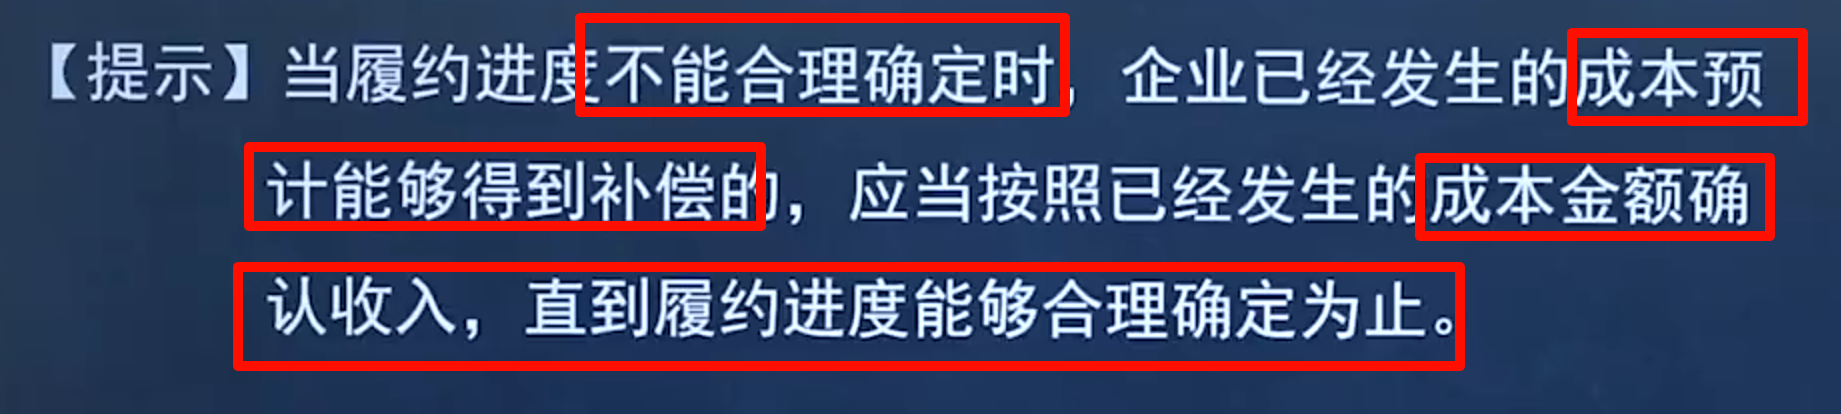 【提示】当履约进度不能合理确定时，企业已经发生的成本预
计能够得到补偿的，应当按照已经发生的成本金额确
认收入，直到履约进度能够合理确定为止。